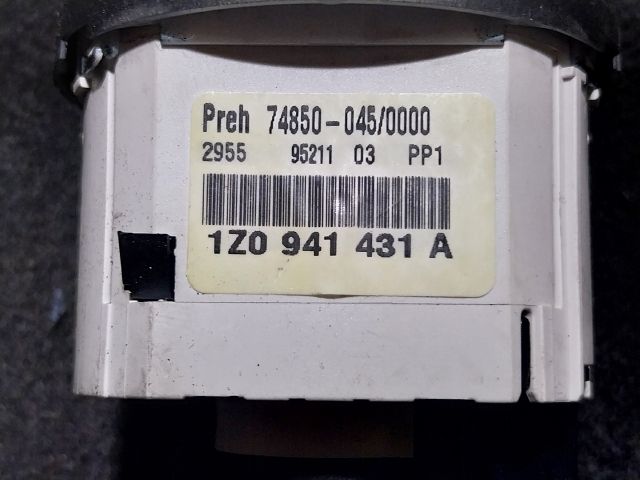 Preh 74850-045/0000
2955 95211 03 PP1
1Z0 941 431 A